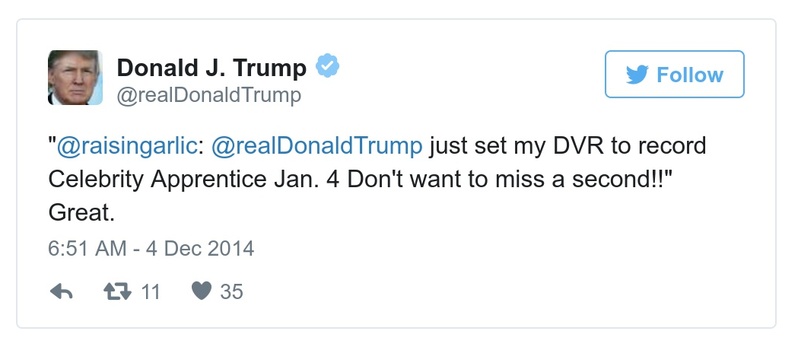 Donald J. Trump
@realDonaldTrump
Follow
"@raisingarlic: @realDonaldTrump just set my DVR to record
Celebrity Apprentice Jan. 4 Don't want to miss a second!!"
Great.
6:51 AM - 4 Dec 2014
11 35